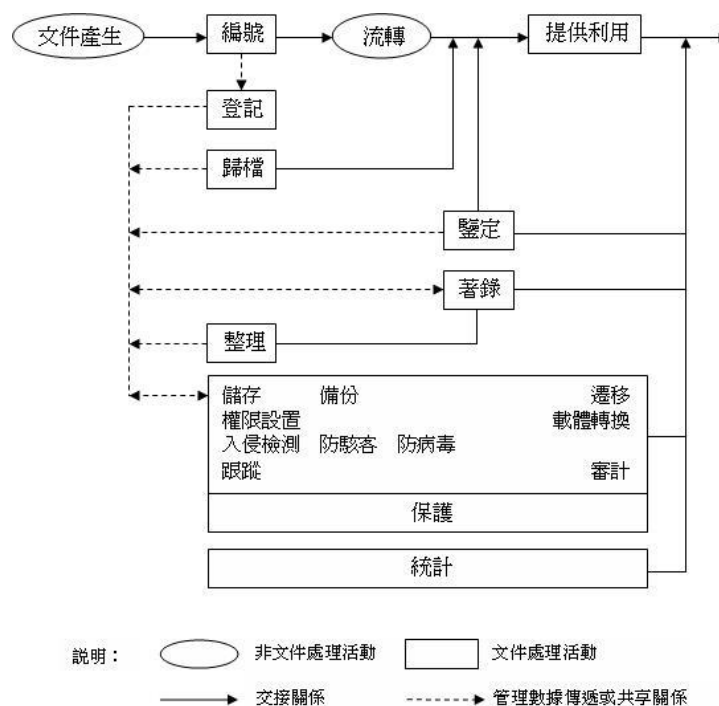 文件產生
編號
流轉
提供利用
登記
歸檔
鑒定
著錄
整理
儲存 備份 遷移
權限設置 載體轉換
入侵檢測 防駭客 防病毒
跟蹤 審計
保護
統計
説明：
非文件處理活動
文件處理活動
交接關係
管理數據傳遞或共享關係